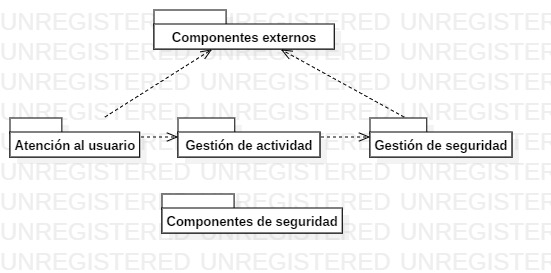 UNREGISTERED UNREGISTERED UNREGISTERED
Componentes externos
Atención al usuario
Gestión de actividad
Gestión de seguridad
Componentes de seguridad